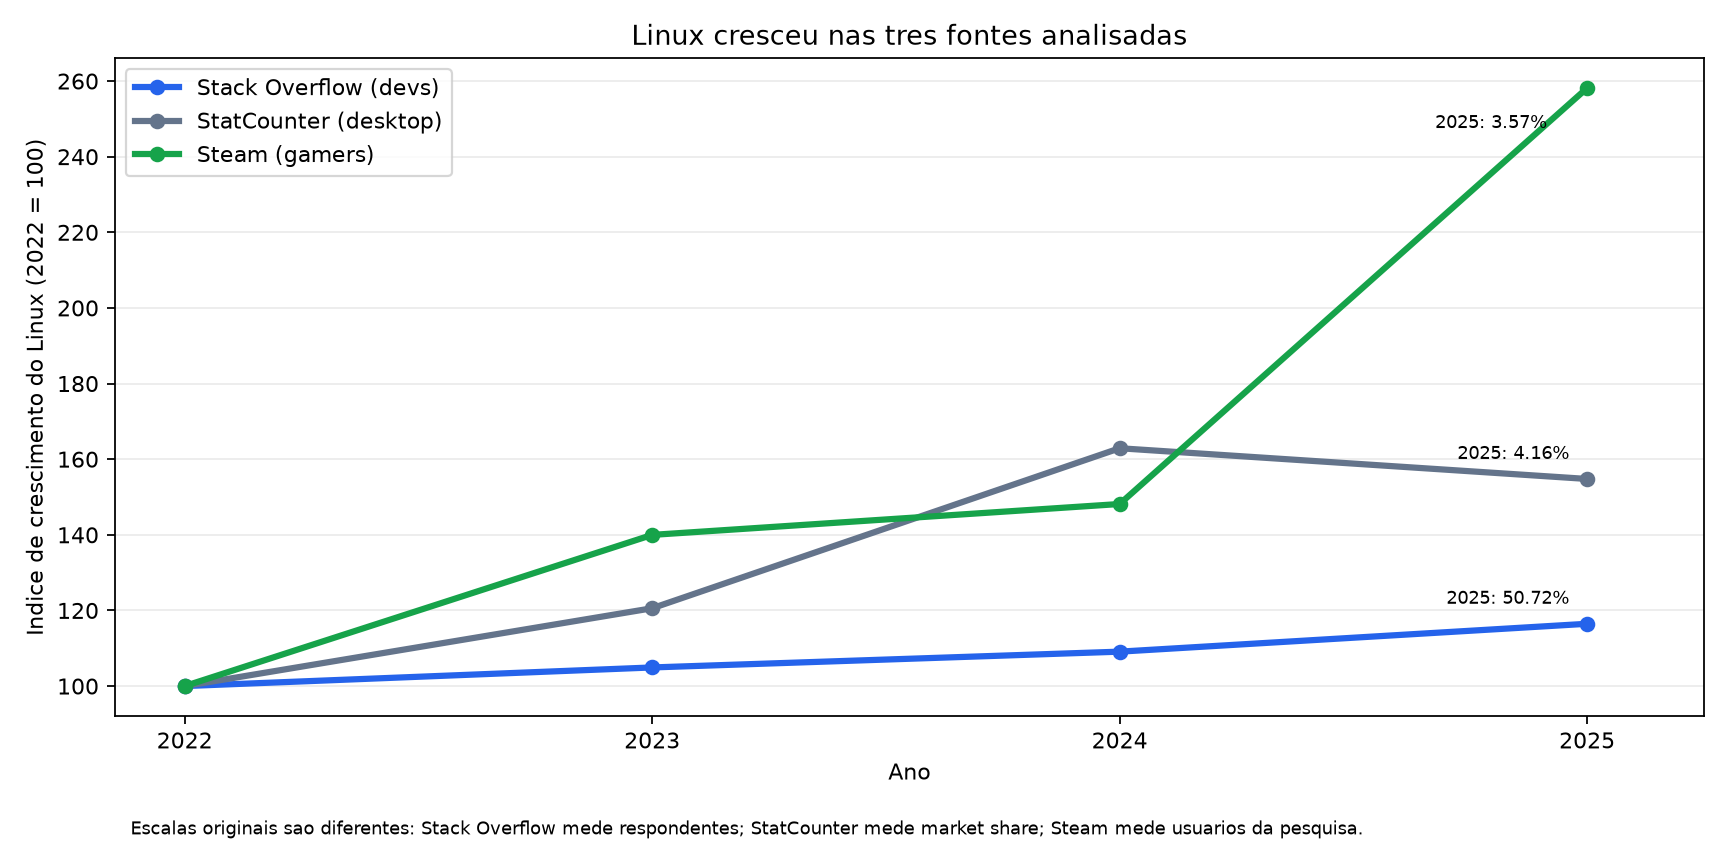 Linux cresceu nas tres fontes analisadas
Indice de crescimento do Linux (2022 = 100)
260
240
220
200
180
160
140
120
100
Stack Overflow (devs)
StatCounter (desktop)
Steam (gamers)
2025: 3.57%
2025: 4.16%
2025: 50.72%
2022 2023 2024 2025
Ano
Escalas originais sao diferentes: Stack Overflow mede respondentes; StatCounter mede market share; Steam mede usuarios da pesquisa.